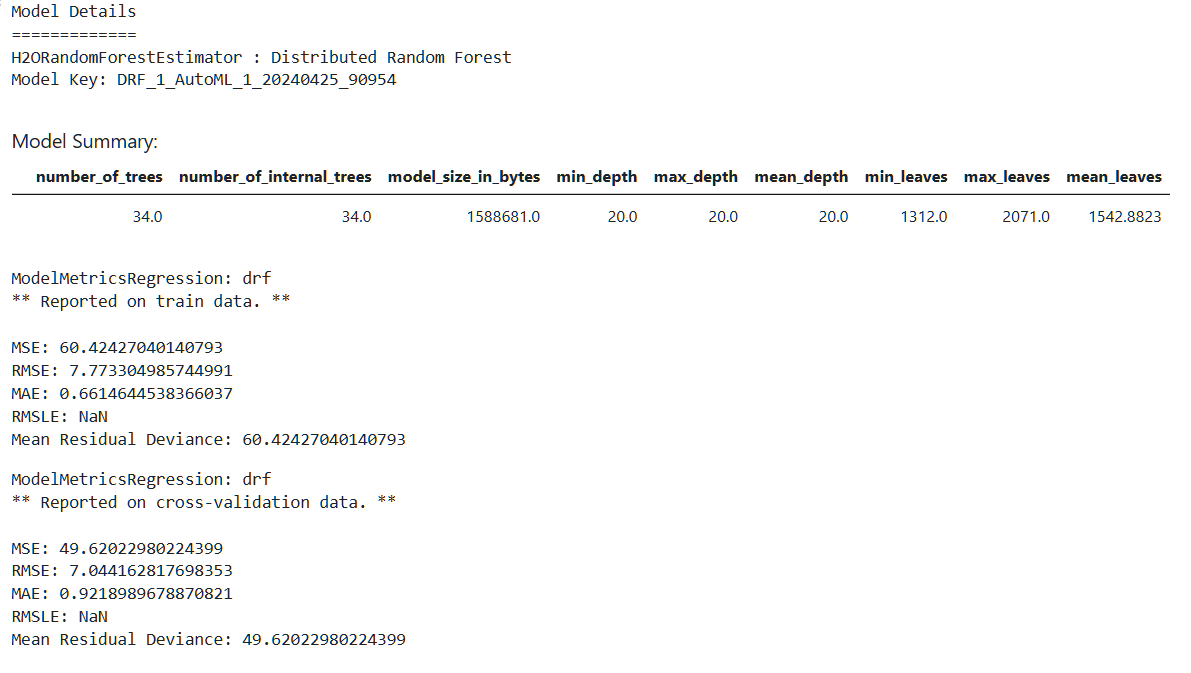 Model Details
=============
H2ORandomForestEstimator : Distributed Random Forest
Model Key: DRF_1_AutoML_1_20240425_90954
Model Summary:
number_of_trees number_of_internal_trees model_size_in_bytes min_depth max_depth mean_depth min_leaves max_leaves mean_leaves
34.0 34.0 1588681.0 20.0 20.0 20.0 1312.0 2071.0 1542.8823
ModelMetricsRegression: drf
** Reported on train data. **
MSE: 60.42427040140793
RMSE: 7.773304985744991
MAE: 0.6614644538366037
RMSLE: NaN
Mean Residual Deviance: 60.42427040140793
ModelMetricsRegression: drf
** Reported on cross-validation data. **
MSE: 49.62022980224399
RMSE: 7.044162817698353
MAE: 0.9218989678870821
RMSLE: NaN
Mean Residual Deviance: 49.62022980224399